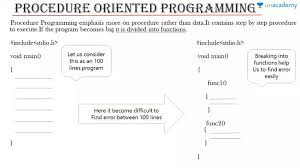 PROCEDURE ORIENTED PROGRAMMING
unacademy
Procedure Programming emphasis more on procedure rather than data.It contains step by step procedure
to execute.If the program becomes big it is divided into functions.
#include<stdio.h>
void main()
{
Let us consider
this as an 100
lines program
}
Here it become difficult to
Find error between 100 lines
#include<stdio.h>
void main()
{
func1()
{
}
func2()
{
}
}
Breaking into
functions help
Us to find error
easily